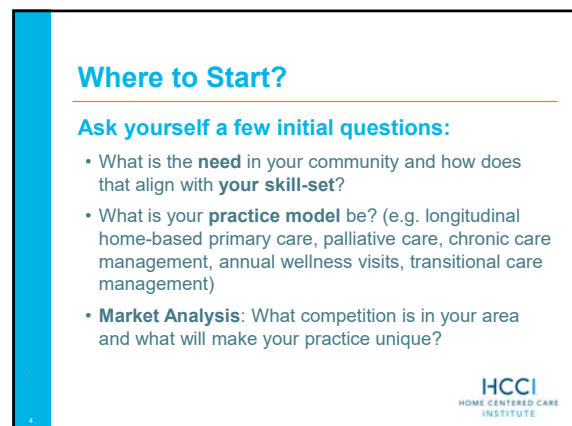 Where to Start?
Ask yourself a few initial questions:
• What is the need in your community and how does
that align with your skill-set?
• What is your practice model be? (e.g. longitudinal
home-based primary care, palliative care, chronic care
management, annual wellness visits, transitional care
management)
• Market Analysis: What competition is in your area
and what will make your practice unique?
HCCI
HOME CENTERED CARE
INSTITUTE
4